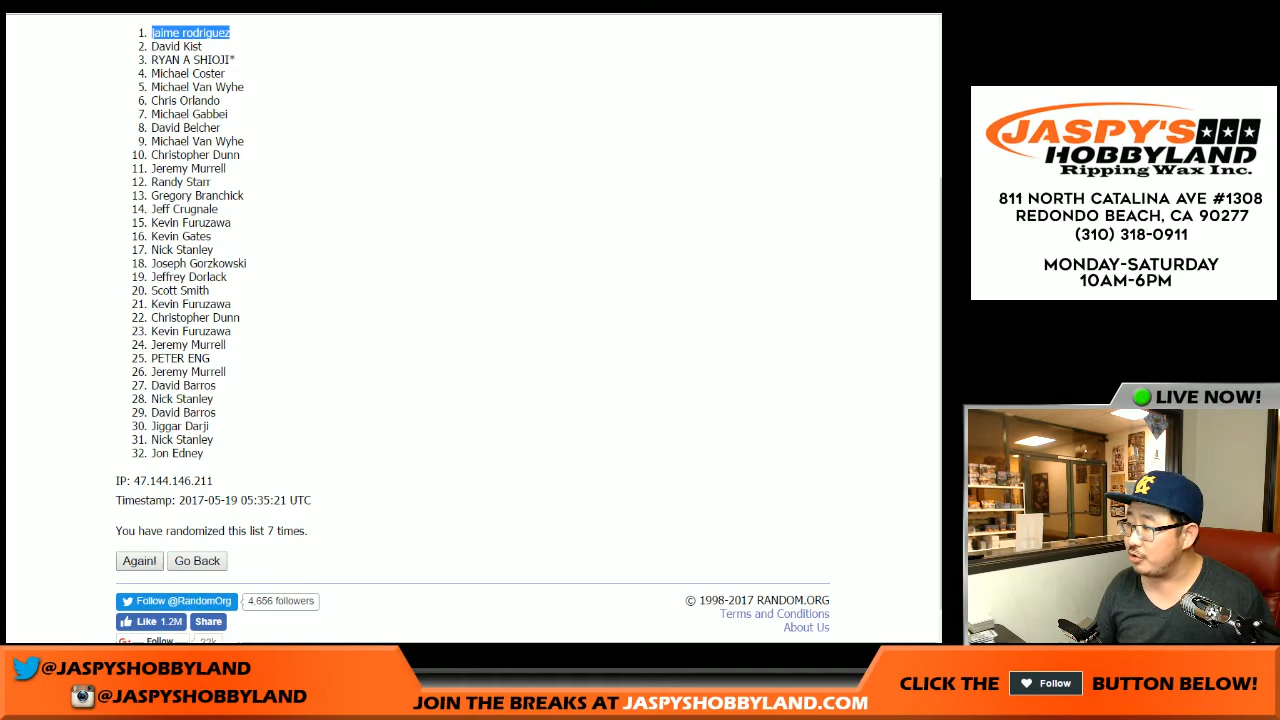 1. jaime rodriguez
2. David Kist
3. RYAN A SHIOJI*
4. Michael Coster
5. Michael Van Wyhe
6. Chris Orlando
7. Michael Gabbei
8. David Belcher
9. Michael Van Wyhe
10. Christopher Dunn
11. Jeremy Murrell
12. Randy Starr
13. Gregory Branchick
14. Jeff Crugnale
15. Kevin Furuzawa
16. Kevin Gates
17. Nick Stanley
18. Joseph Gorzkowski
19. Jeffrey Dorlack
20. Scott Smith
21. Kevin Furuzawa
22. Christopher Dunn
23. Kevin Furuzawa
24. Jeremy Murrell
25. PETER ENG
26. Jeremy Murrell
27. David Barros
28. Nick Stanley
29. David Barros
30. Jiggar Darji
31. Nick Stanley
32. Jon Edney
IP: 47.144.146.211
Timestamp: 2017-05-19 05:35:21 UTC
You have randomized this list 7 times.
Again! Go Back
Follow @RandomOrg 4,656 followers
Like 1.2M Share
Follow 22k
© 1998-2017 RANDOM.ORG
Terms and Conditions
About Us
JASPY'S
HOBBYLAND
Ripping Wax Inc.
811 NORTH CATALINA AVE #1308
REDONDO BEACH, CA 90277
(310) 318-0911
MONDAY-SATURDAY
10AM-6PM
LIVE NOW!
@JASPYSHOBBYLAND
@JASPYSHOBBYLAND
JOIN THE BREAKS AT JASPYSHOBBYLAND.COM
CLICK THE Follow BUTTON BELOW!